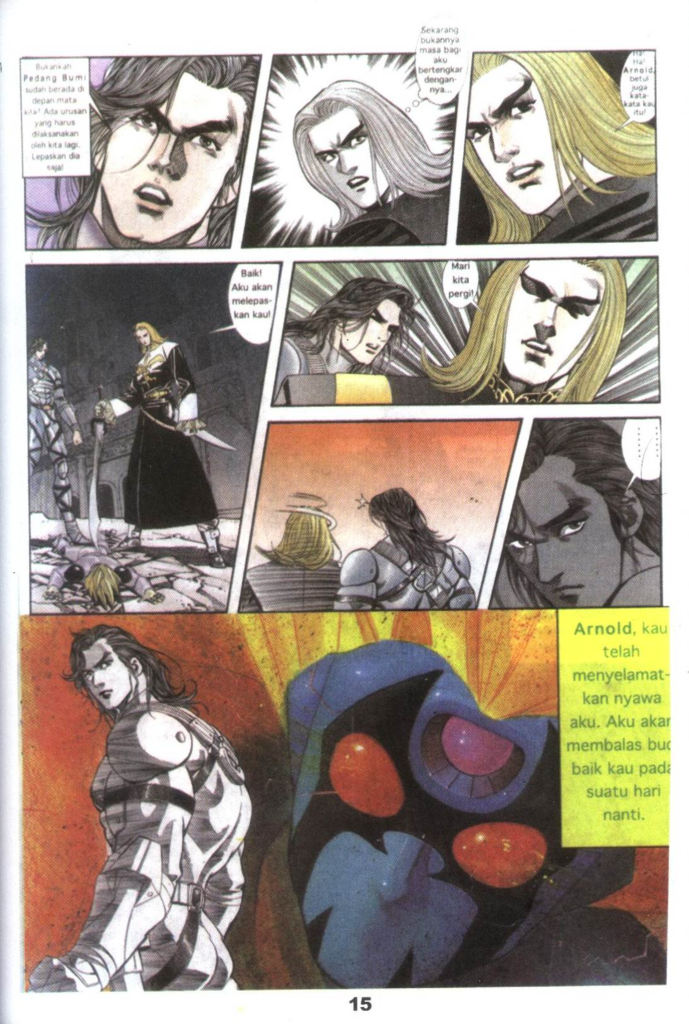 Bukankah
Pedang Bumi
sudah berada di
depan mata
kita? Ada urusan
yang harus
dilaksanakan
oleh kita lagi.
Lepaskan dia
saja!
Sekarang
bukannya
masa bagi
aku
bertengkar
dengan-
nya...
Ha!
Ha!
Arnold,
betul
juga
kata-
kata kau
itu!
Baik!
Aku akan
melepas-
kan kau!
Mari
kita
pergi!
Arnold, kau
telah
menyelamat-
kan nyawa
aku. Aku akan
membalas bud
baik kau pada
suatu hari
nanti.
15